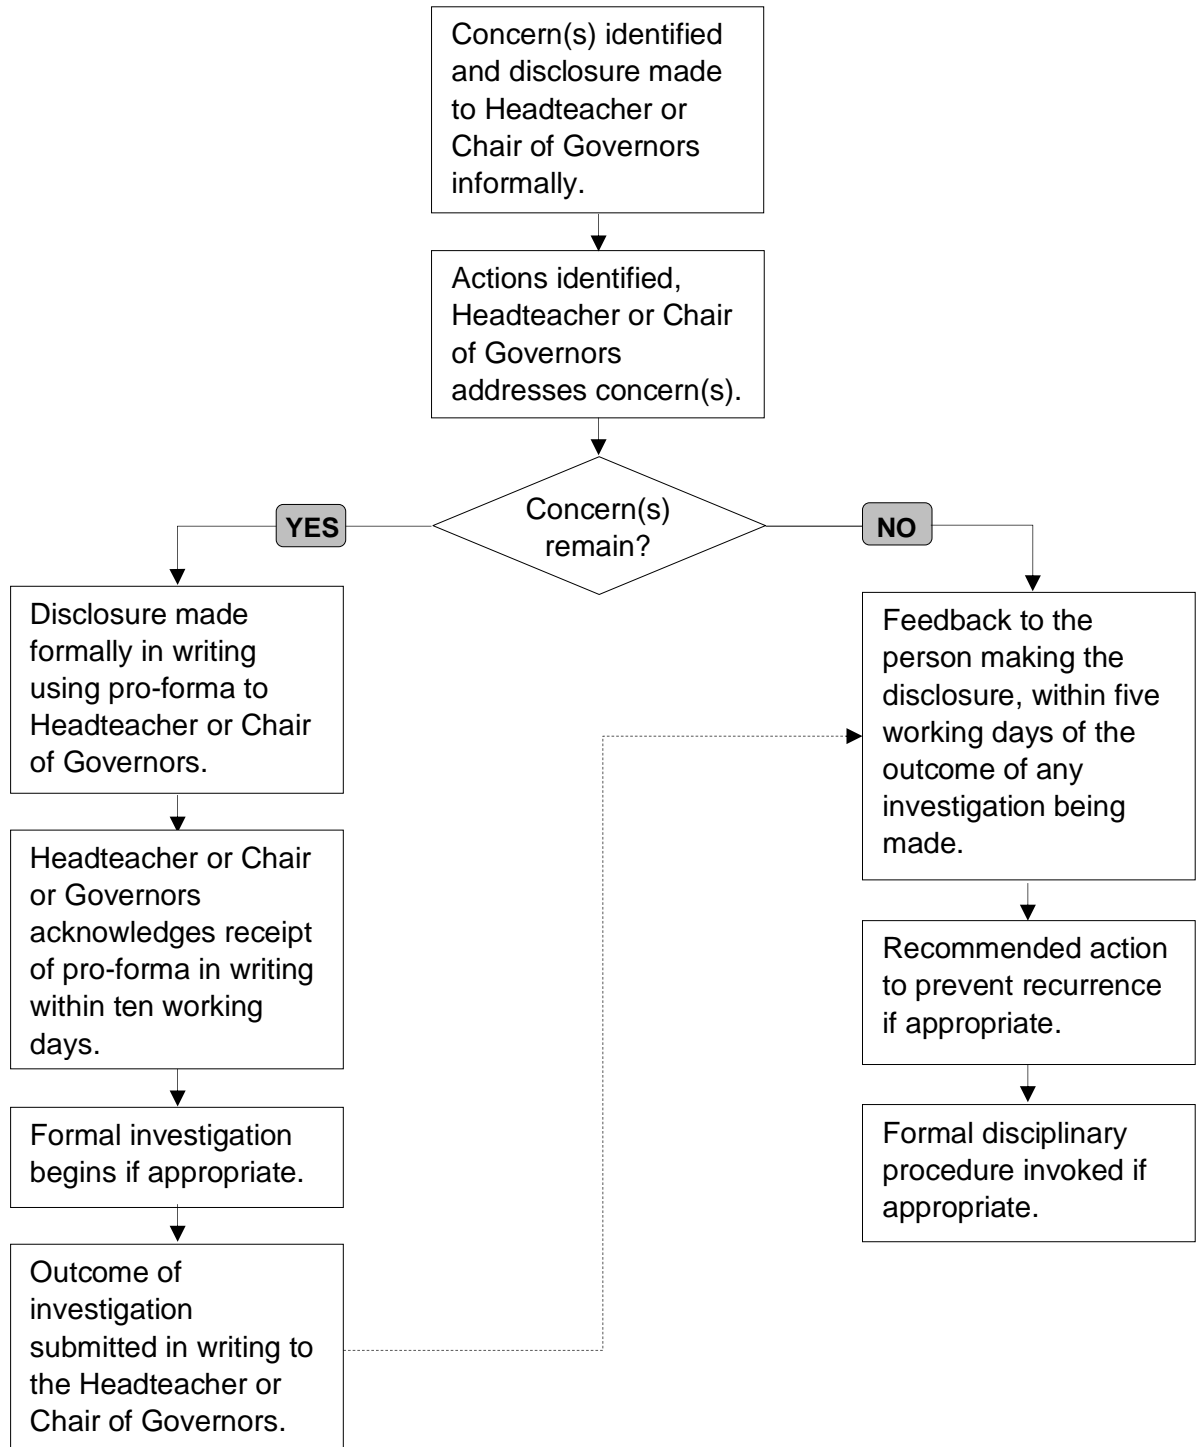 Concern(s) identified
and disclosure made
to Headteacher or
Chair of Governors
informally.
Actions identified,
Headteacher or Chair
of Governors
addresses concern(s).
Concern(s)
remain?
YES
NO
Disclosure made
formally in writing
using pro-forma to
Headteacher or Chair
of Governors.
Headteacher or Chair
or Governors
acknowledges receipt
of pro-forma in writing
within ten working
days.
Formal investigation
begins if appropriate.
Outcome of
investigation
submitted in writing to
the Headteacher or
Chair of Governors.
Feedback to the
person making the
disclosure, within five
working days of the
outcome of any
investigation being
made.
Recommended action
to prevent recurrence
if appropriate.
Formal disciplinary
procedure invoked if
appropriate.